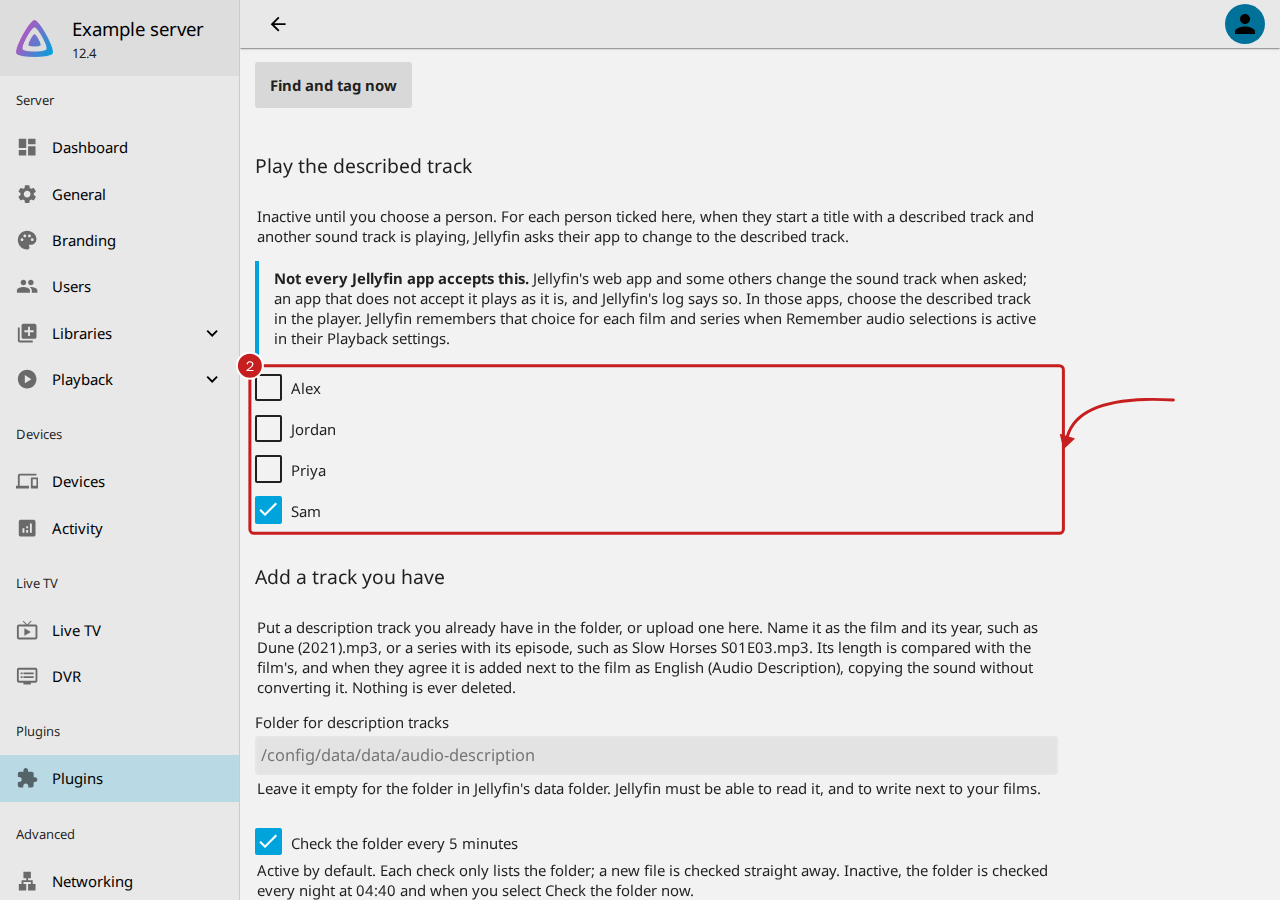 Example server
12.4
Server
Dashboard
General
Branding
Users
Libraries
Playback
Devices
Devices
Activity
Live TV
Live TV
DVR
Plugins
Plugins
Advanced
Networking
Find and tag now
Play the described track
Inactive until you choose a person. For each person ticked here, when they start a title with a described track and
another sound track is playing, Jellyfin asks their app to change to the described track.
Not every Jellyfin app accepts this. Jellyfin's web app and some others change the sound track when asked;
an app that does not accept it plays as it is, and Jellyfin's log says so. In those apps, choose the described track
in the player. Jellyfin remembers that choice for each film and series when Remember audio selections is active
in their Playback settings.
2
Alex
Jordan
Priya
Sam
Add a track you have
Put a description track you already have in the folder, or upload one here. Name it as the film and its year, such as
Dune (2021).mp3, or a series with its episode, such as Slow Horses S01E03.mp3. Its length is compared with the
film's, and when they agree it is added next to the film as English (Audio Description), copying the sound without
converting it. Nothing is ever deleted.
Folder for description tracks
/config/data/data/audio-description
Leave it empty for the folder in Jellyfin's data folder. Jellyfin must be able to read it, and to write next to your films.
Check the folder every 5 minutes
Active by default. Each check only lists the folder; a new file is checked straight away. Inactive, the folder is checked
every night at 04:40 and when you select Check the folder now.